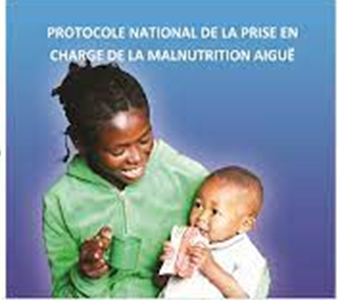 PROTOCOLE NATIONAL DE LA PRISE EN
CHARGE DE LA MALNUTRITION AIGUË